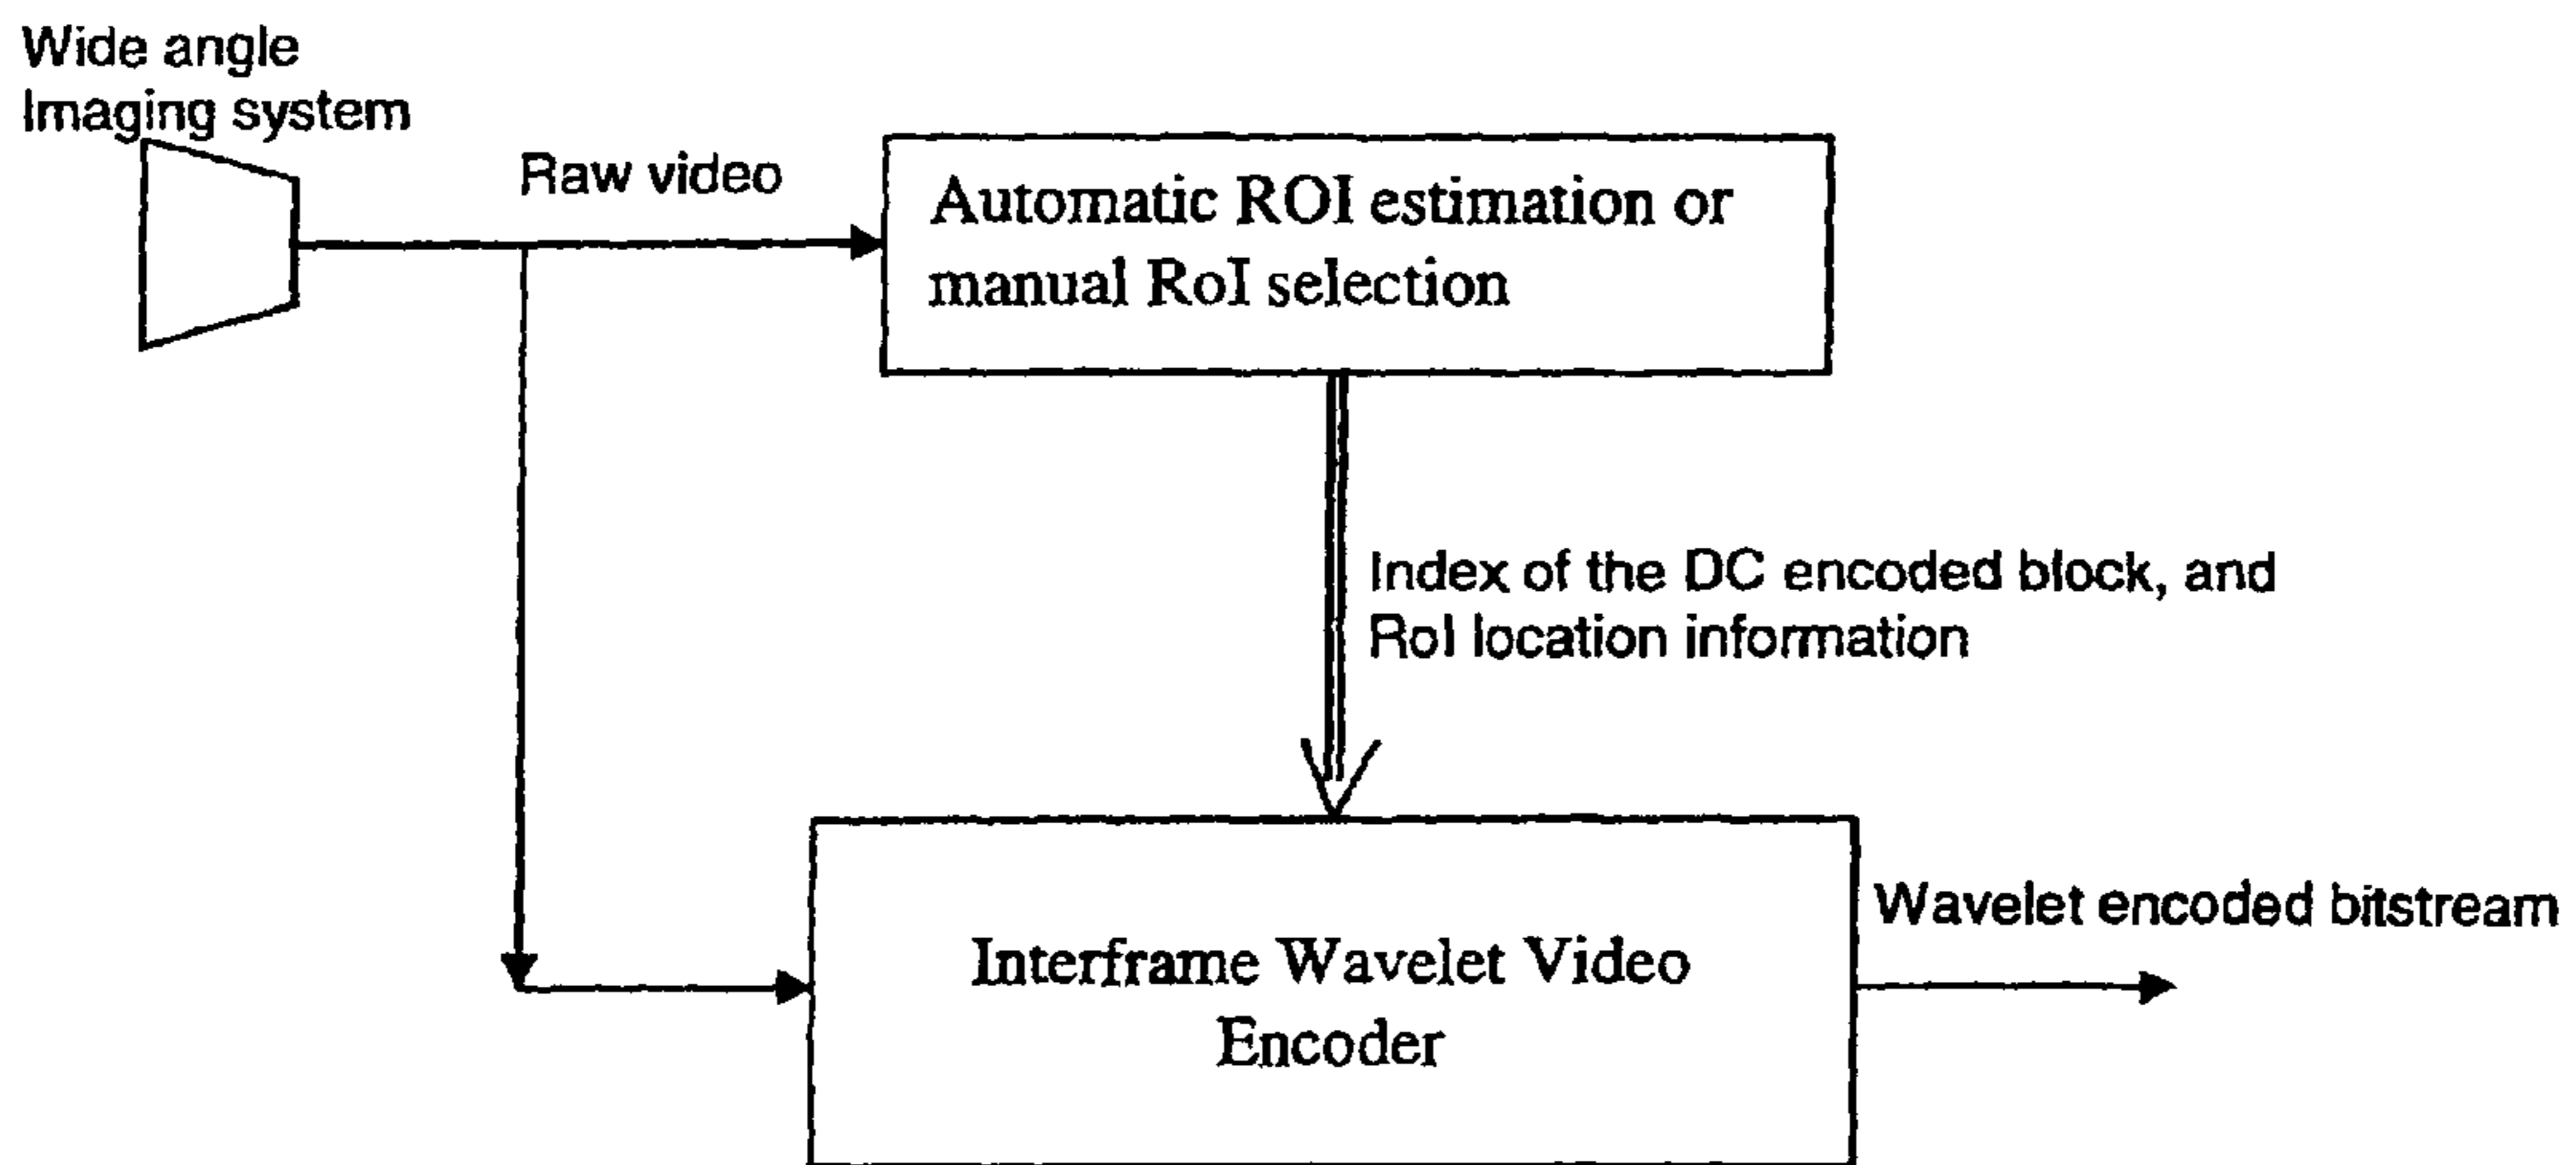 Wide angle
Imaging system
Raw video
Automatic ROI estimation or
manual RoI selection
Index of the DC encoded block, and
RoI location information
Wavelet encoded bitstream
Interframe Wavelet Video
Encoder